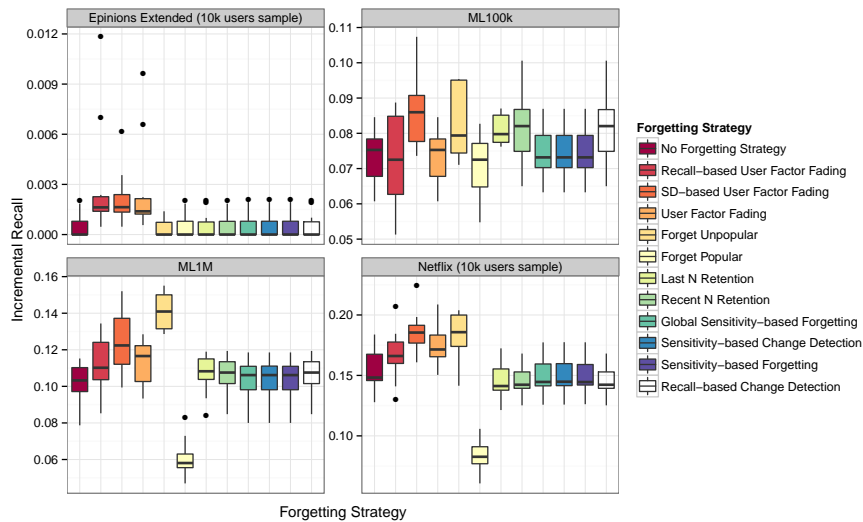 Epinions Extended (10k users sample)
ML100k
0.012
0.009
0.006
0.003
0.000
0.11
0.10
0.09
0.08
0.07
0.06
0.05
Incremental Recall
ML1M
Netflix (10k users sample)
0.16
0.14
0.12
0.10
0.08
0.06
0.20
0.15
0.10
Forgetting Strategy
Forgetting Strategy
No Forgetting Strategy
Recall-based User Factor Fading
SD-based User Factor Fading
User Factor Fading
Forget Unpopular
Forget Popular
Last N Retention
Recent N Retention
Global Sensitivity-based Forgetting
Sensitivity-based Change Detection
Sensitivity-based Forgetting
Recall-based Change Detection